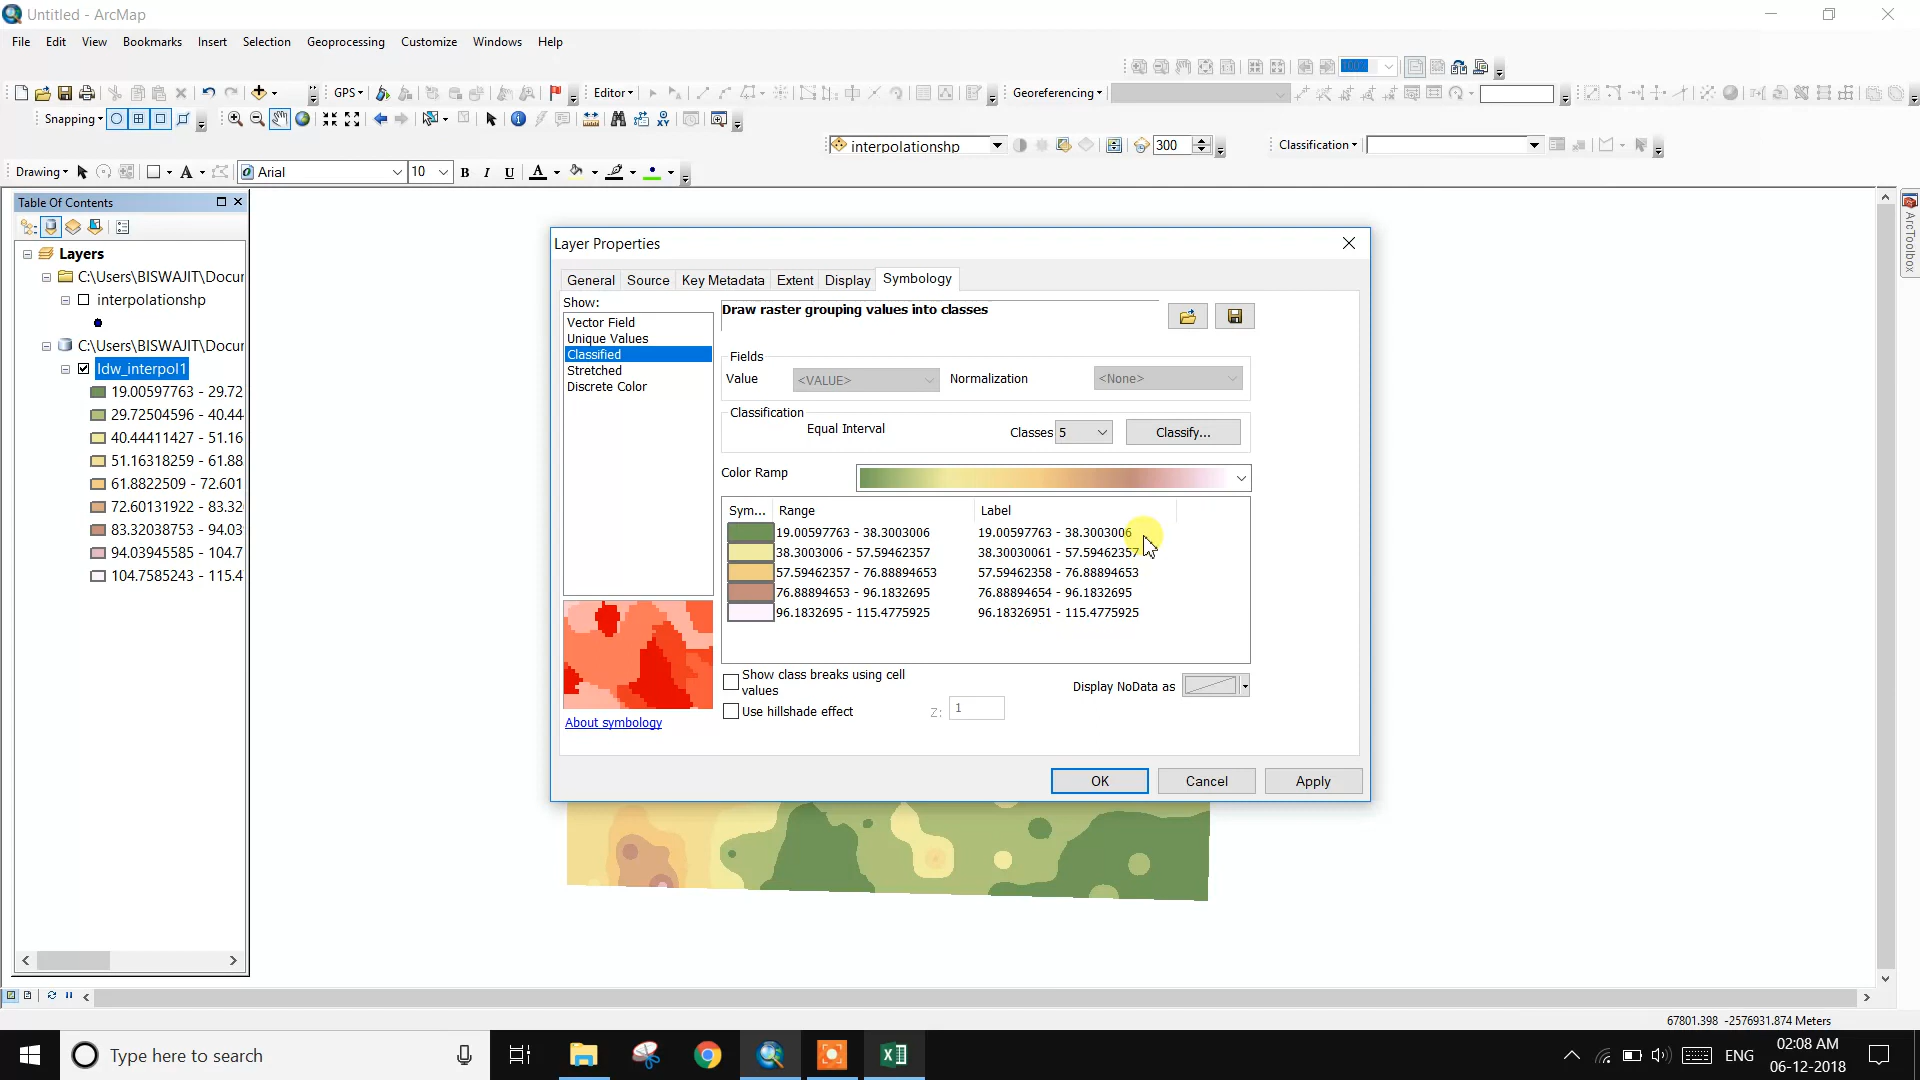 Untitled - ArcMap
File Edit View Bookmarks Insert Selection Geoprocessing Customize Windows Help
100%
GPS Editor Georeferencing
Snapping
interpolationshp 300 Classification
Drawing A Arial 10 B I U A
Table Of Contents
Layers
C:\Users\BISWAJIT\Docur
interpolationshp
C:\Users\BISWAJIT\Docur
Idw_interpol1
19.00597763 - 29.72
29.72504596 - 40.44
40.44411427 - 51.16
51.16318259 - 61.88
61.8822509 - 72.601
72.60131922 - 83.32
83.32038753 - 94.03
94.03945585 - 104.7
104.7585243 - 115.4
ArcToolbox
Layer Properties
General Source Key Metadata Extent Display Symbology
Show:
Vector Field
Unique Values
Classified
Stretched
Discrete Color
About symbology
Draw raster grouping values into classes
Fields
Value <VALUE> Normalization <None>
Classification
Equal Interval Classes 5 Classify...
Color Ramp
Sym... Range Label
19.00597763 - 38.3003006 19.00597763 - 38.3003006
38.3003006 - 57.59462357 38.30030061 - 57.59462357
57.59462357 - 76.88894653 57.59462358 - 76.88894653
76.88894653 - 96.1832695 76.88894654 - 96.1832695
96.1832695 - 115.4775925 96.18326951 - 115.4775925
Show class breaks using cell
values
Display NoData as
Use hillshade effect Z: 1
OK Cancel Apply
67801.398 -2576931.874 Meters
Type here to search
ENG
02:08 AM
06-12-2018